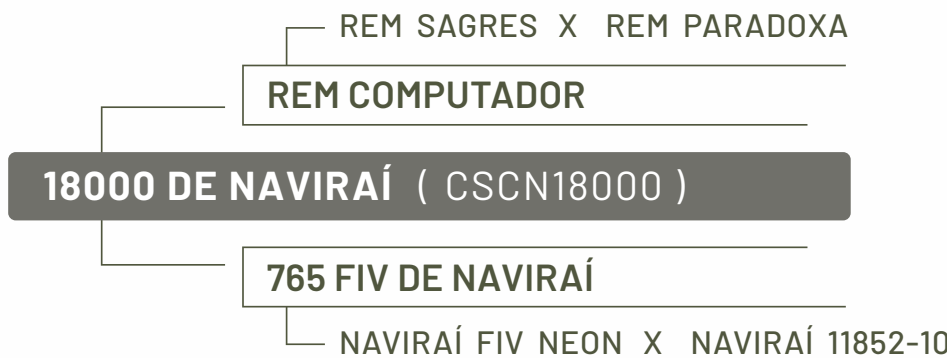 REM SAGRES X REM PARADOXA
REM COMPUTADOR
18000 DE NAVIRAÍ ( CSCN18000 )
765 FIV DE NAVIRAÍ
NAVIRAÍ FIV NEON X NAVIRAÍ 11852-10